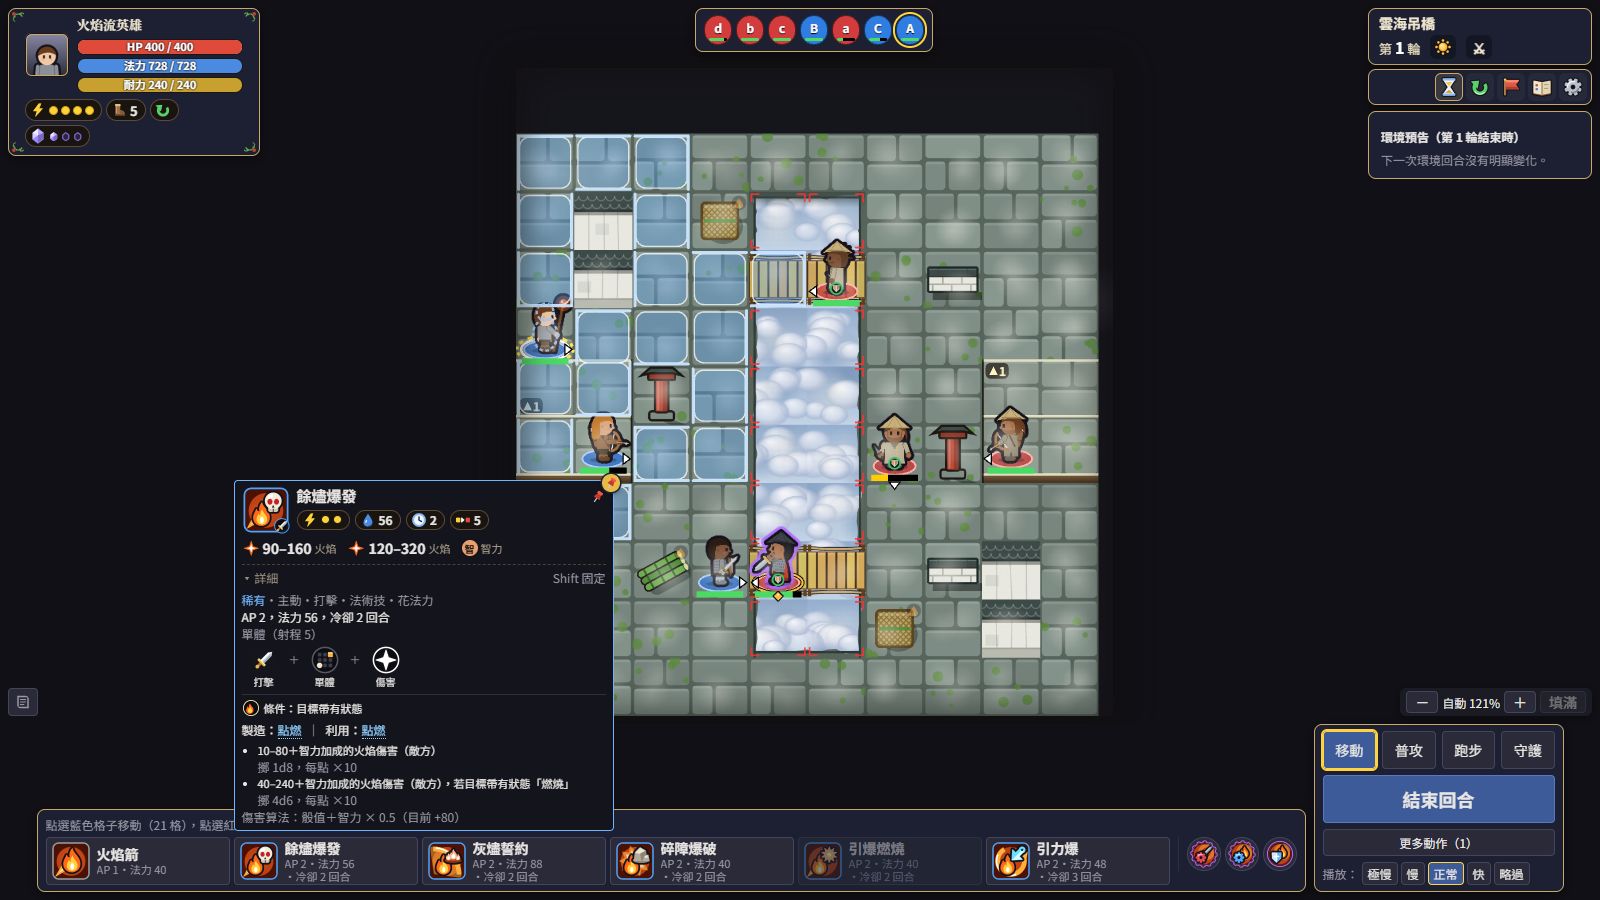 火焰流英雄
HP 400 / 400
法力 728 / 728
耐力 240 / 240
5
d b c B a C A
雲海吊橋
第 1 輪
環境預告（第 1 輪結束時）
下一次環境回合沒有明顯變化。
▲1
▲1
餘燼爆發
56
2
5
90–160 火焰
120–320 火焰
智 智力
詳細
Shift 固定
稀有・主動・打擊・法術技・花法力
AP 2，法力 56，冷卻 2 回合
單體（射程 5）
打擊 + 單體 + 傷害
條件：目標帶有狀態
製造：點燃 ｜ 利用：點燃
• 10–80＋智力加成的火焰傷害（敵方）
擲 1d8，每點 ×10
• 40–240＋智力加成的火焰傷害（敵方），若目標帶有狀態「燃燒」
擲 4d6，每點 ×10
傷害算法：骰值＋智力 × 0.5（目前 +80）
點選藍色格子移動（21 格），點選紅
火焰箭
AP 1・法力 40
餘燼爆發
AP 2・法力 56
・冷卻 2 回合
灰燼誓約
AP 2・法力 88
・冷卻 2 回合
碎障爆破
AP 2・法力 40
・冷卻 2 回合
引爆燃燒
AP 2・法力 40
・冷卻 2 回合
引力爆
AP 2・法力 48
・冷卻 3 回合
− 自動 121% + 填滿
移動 普攻 跑步 守護
結束回合
更多動作（1）
播放： 極慢 慢 正常 快 略過